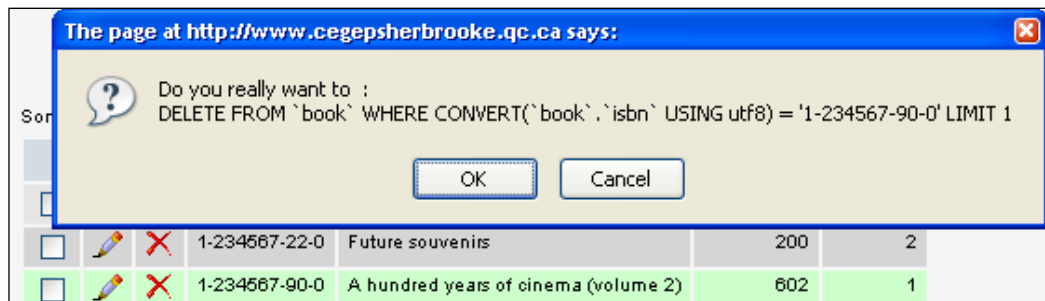 The page at http://www.cegepsherbrooke.qc.ca says:
Do you really want to :
DELETE FROM `book` WHERE CONVERT(`book`.`isbn` USING utf8) = '1-234567-90-0' LIMIT 1
Sor
OK Cancel
1-234567-22-0 Future souvenirs 200 2
1-234567-90-0 A hundred years of cinema (volume 2) 602 1